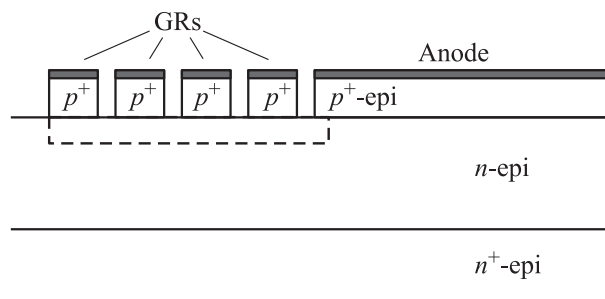 GRs
Anode
p⁺ p⁺ p⁺ p⁺ p⁺-epi
n-epi
n⁺-epi